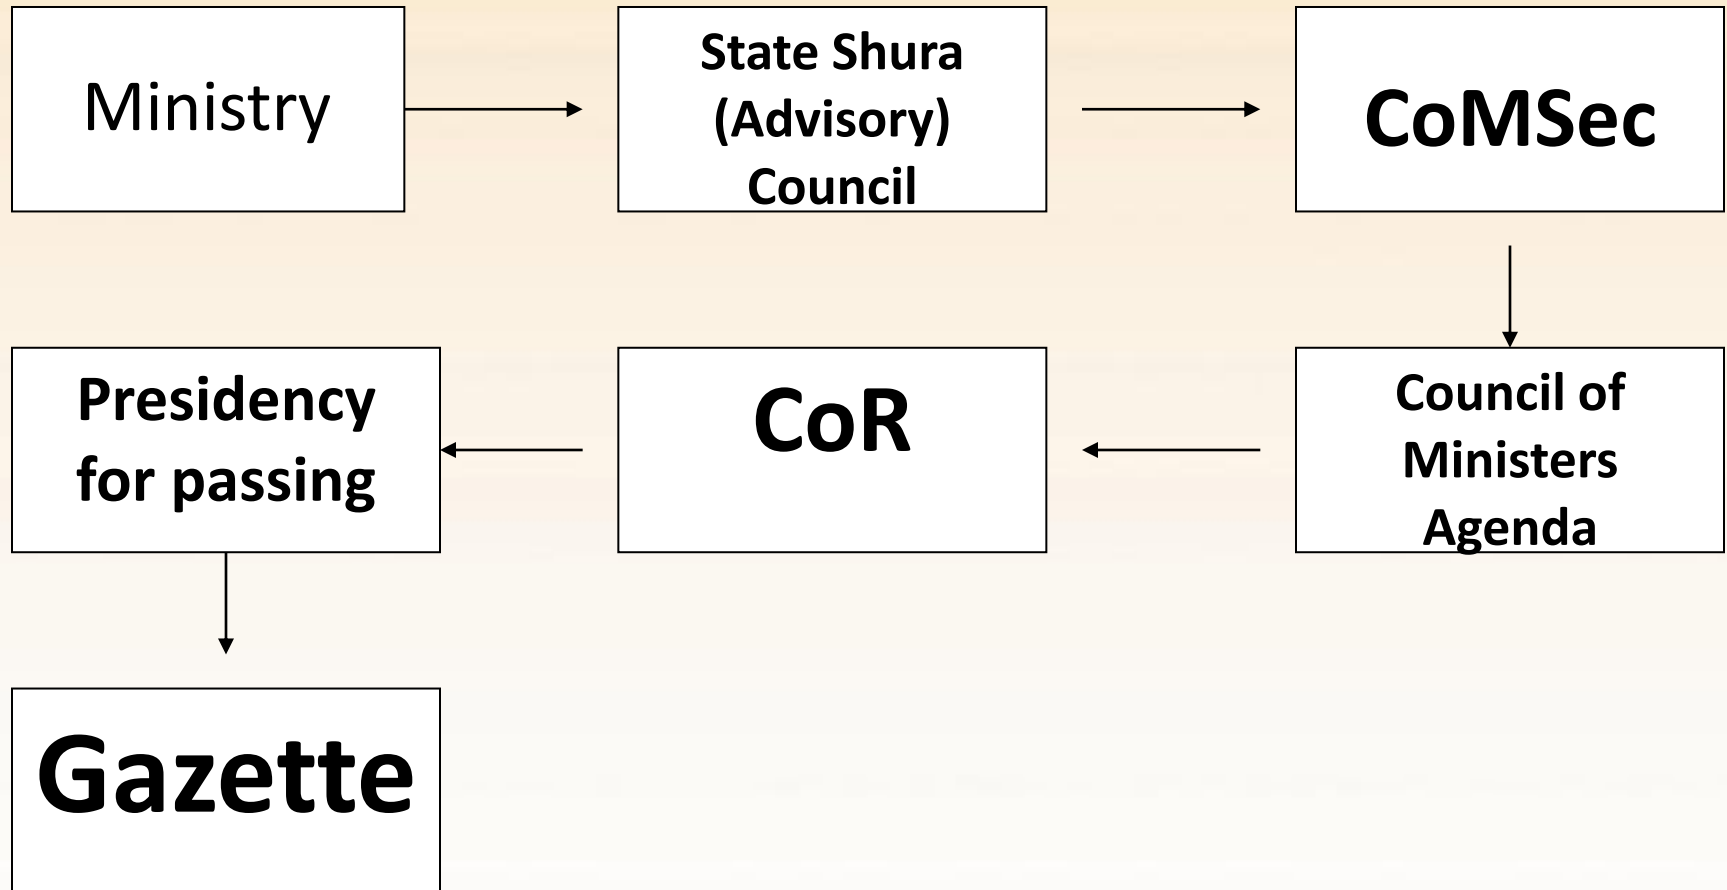 Ministry
State Shura
(Advisory)
Council
CoMSec
Presidency
for passing
CoR
Council of
Ministers
Agenda
Gazette